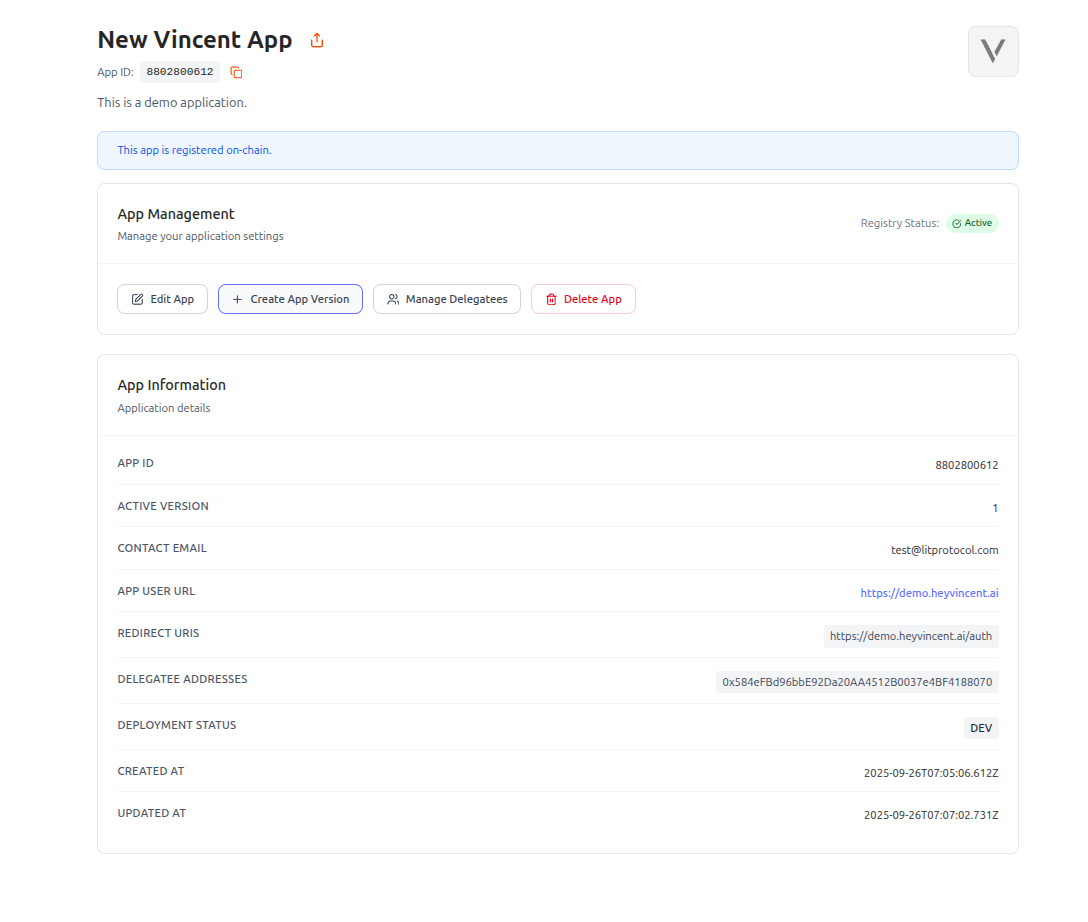 New Vincent App
App ID: 8802800612
This is a demo application.
This app is registered on-chain.
App Management
Manage your application settings
Registry Status: Active
Edit App
Create App Version
Manage Delegatees
Delete App
App Information
Application details
APP ID 8802800612
ACTIVE VERSION 1
CONTACT EMAIL test@litprotocol.com
APP USER URL https://demo.heyvincent.ai
REDIRECT URIS https://demo.heyvincent.ai/auth
DELEGATEE ADDRESSES 0x584eFBd96bbE92Da20AA4512B0037e4BF4188070
DEPLOYMENT STATUS DEV
CREATED AT 2025-09-26T07:05:06.612Z
UPDATED AT 2025-09-26T07:07:02.731Z